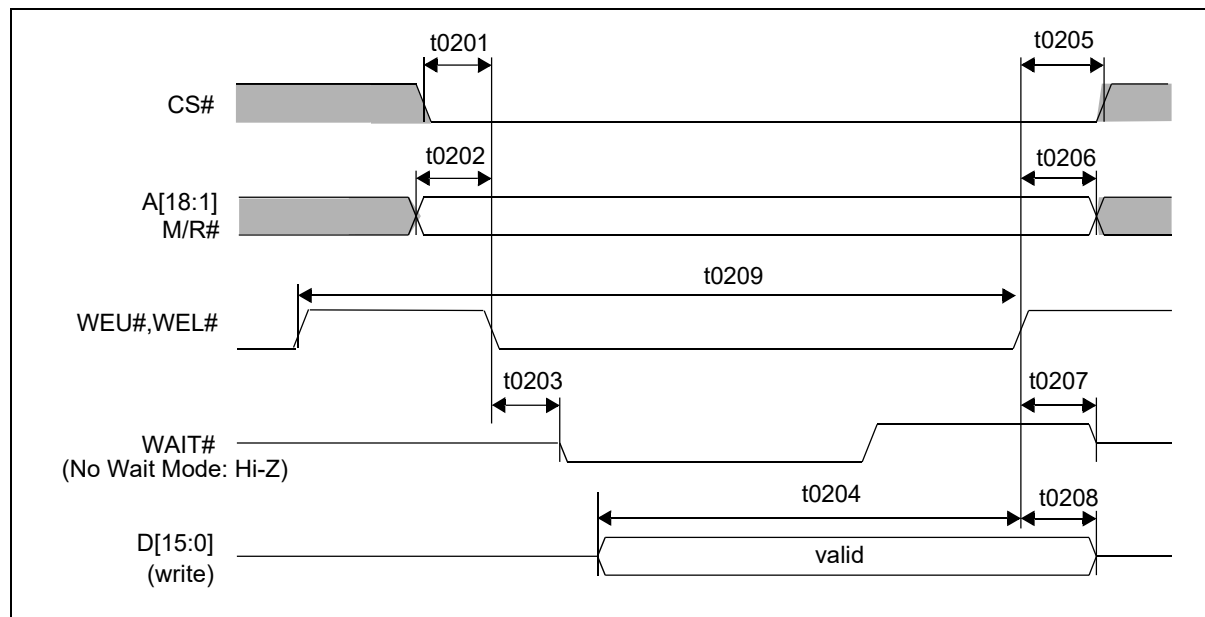 t0201
t0205
CS#
t0202
t0206
A[18:1]
M/R#
t0209
WEU#,WEL#
t0203
t0207
WAIT#
(No Wait Mode: Hi-Z)
t0204
t0208
D[15:0]
valid
(write)